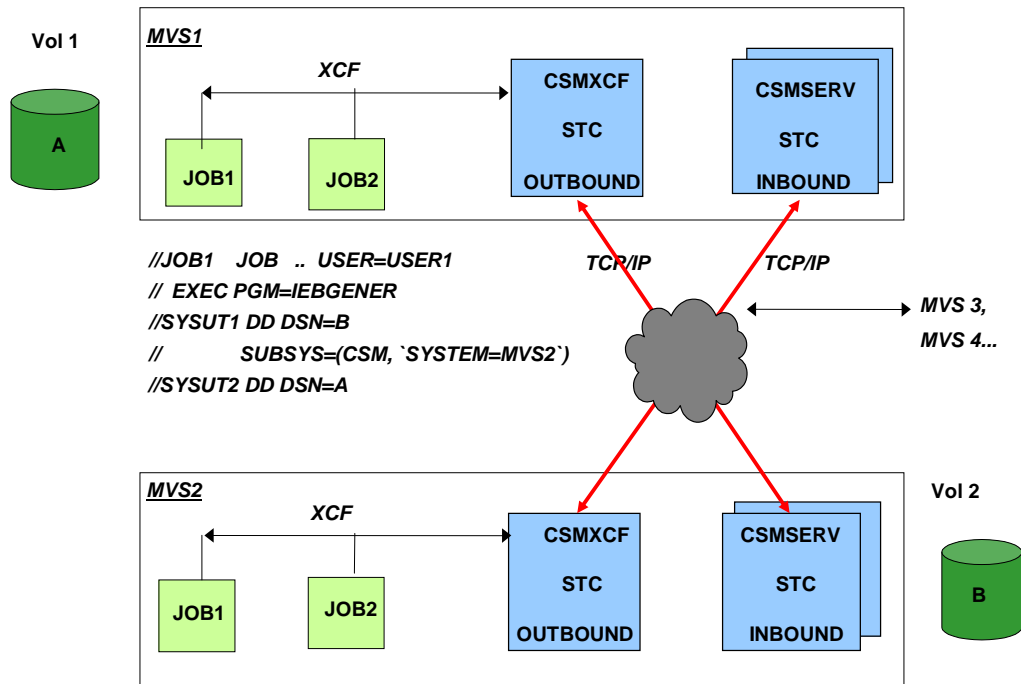 Vol 1
MVS1
XCF
A
JOB1
JOB2
CSMXCF
STC
OUTBOUND
CSMSERV
STC
INBOUND
//JOB1 JOB .. USER=USER1
// EXEC PGM=IEBGENER
//SYSUT1 DD DSN=B
// SUBSYS=(CSM, `SYSTEM=MVS2`)
//SYSUT2 DD DSN=A
TCP/IP
TCP/IP
MVS 3,
MVS 4...
MVS2
XCF
JOB1
JOB2
CSMXCF
STC
OUTBOUND
CSMSERV
STC
INBOUND
Vol 2
B